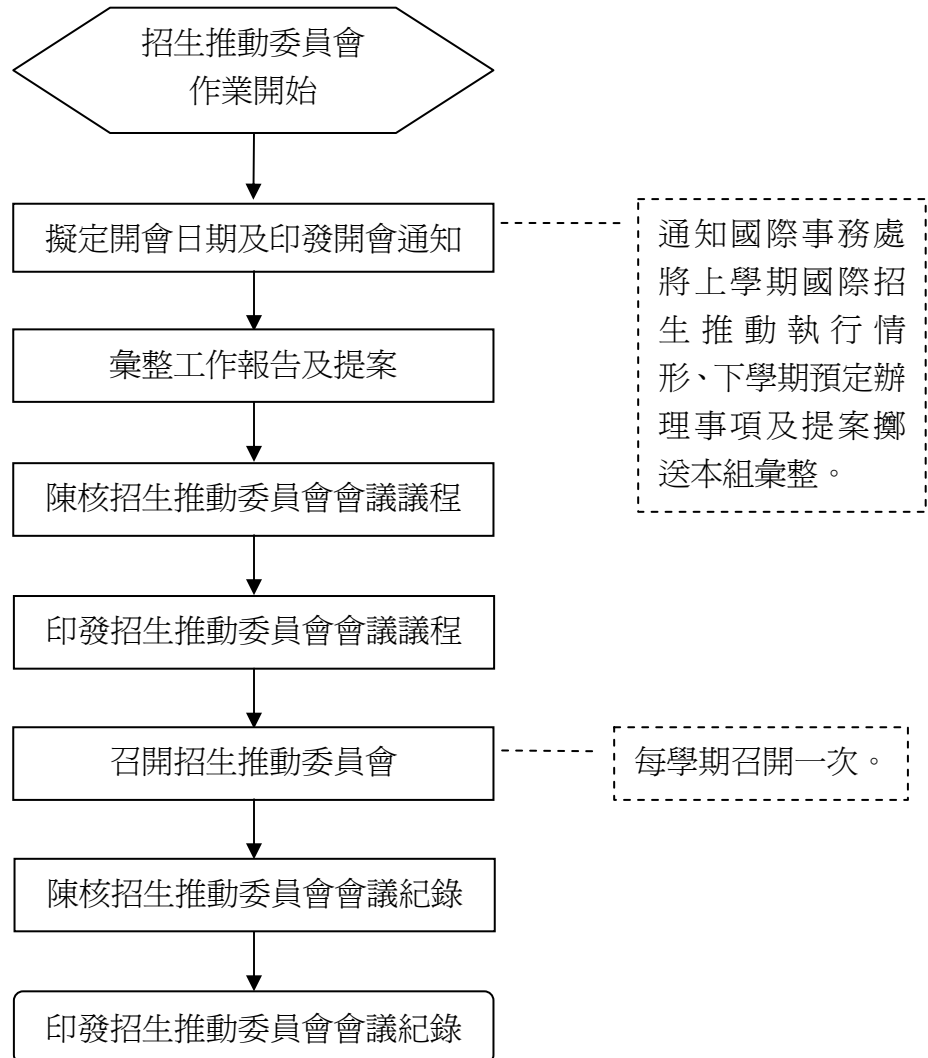 招生推動委員會
作業開始
擬定開會日期及印發開會通知
通知國際事務處
將上學期國際招
生推動執行情
形、下學期預定辦
理事項及提案擲
送本組彙整。
彙整工作報告及提案
陳核招生推動委員會會議議程
印發招生推動委員會會議議程
召開招生推動委員會
每學期召開一次。
陳核招生推動委員會會議紀錄
印發招生推動委員會會議紀錄